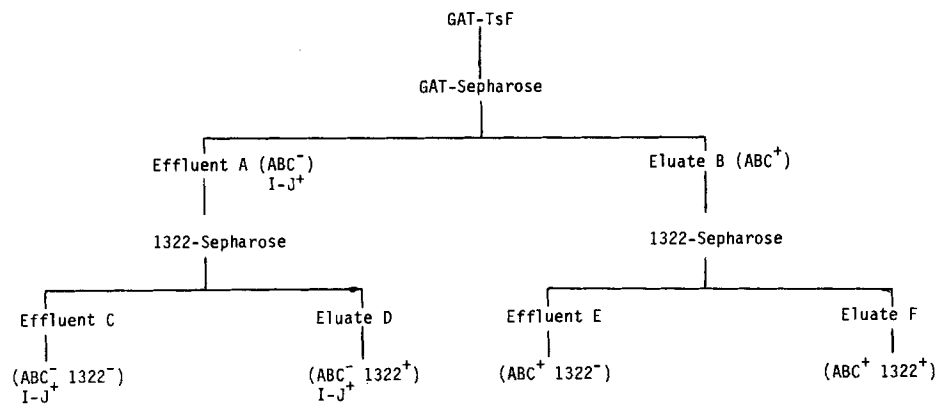 GAT-TsF
GAT-Sepharose
Effluent A (ABC⁻)
I-J⁺
Eluate B (ABC⁺)
1322-Sepharose
1322-Sepharose
Effluent C
Eluate D
Effluent E
Eluate F
(ABC⁻ 1322⁻)
I-J⁺
(ABC⁻ 1322⁺)
I-J⁺
(ABC⁺ 1322⁻)
(ABC⁺ 1322⁺)